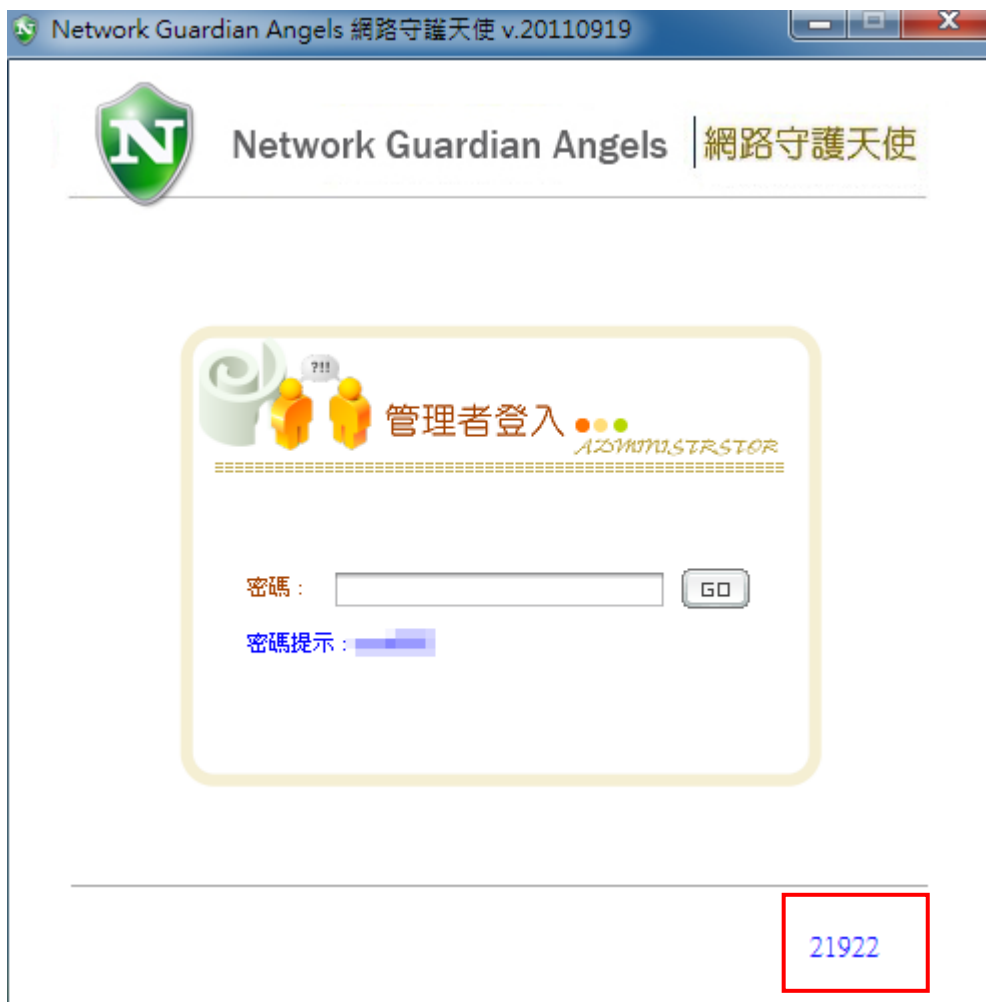 Network Guardian Angels 網路守護天使 v.20110919
N
Network Guardian Angels 網路守護天使
?!!
管理者登入
ADMINISTRSTOR
密碼：
GO
密碼提示：
21922